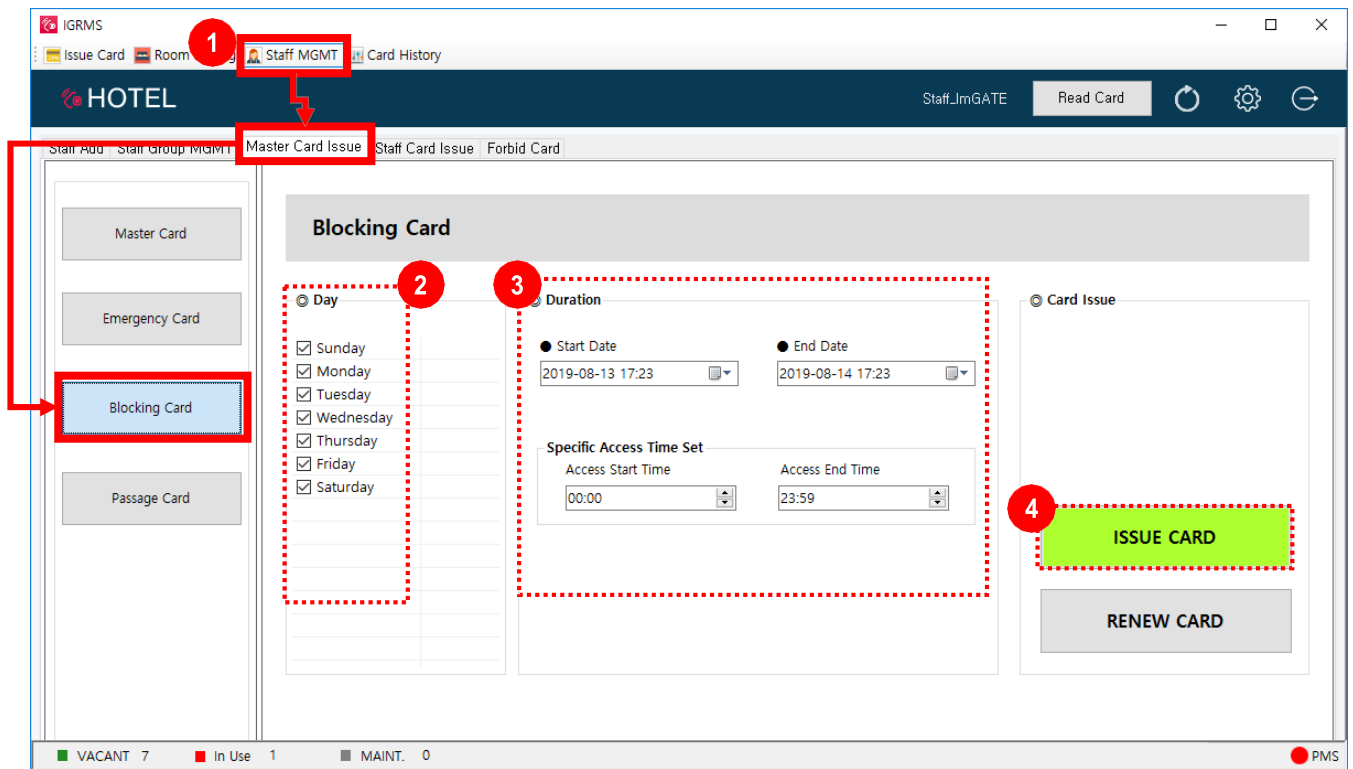 IGRMS
1
Issue Card Room Staff MGMT Card History
HOTEL
Staff_ImGATE Read Card
Staff Add Staff Group MGMT Master Card Issue Staff Card Issue Forbid Card
Master Card
Emergency Card
Blocking Card
Passage Card
Blocking Card
2
Day
Sunday
Monday
Tuesday
Wednesday
Thursday
Friday
Saturday
3
Duration
Start Date End Date
2019-08-13 17:23 2019-08-14 17:23
Specific Access Time Set
Access Start Time Access End Time
00:00 23:59
Card Issue
4
ISSUE CARD
RENEW CARD
VACANT 7 In Use 1 MAINT. 0 PMS